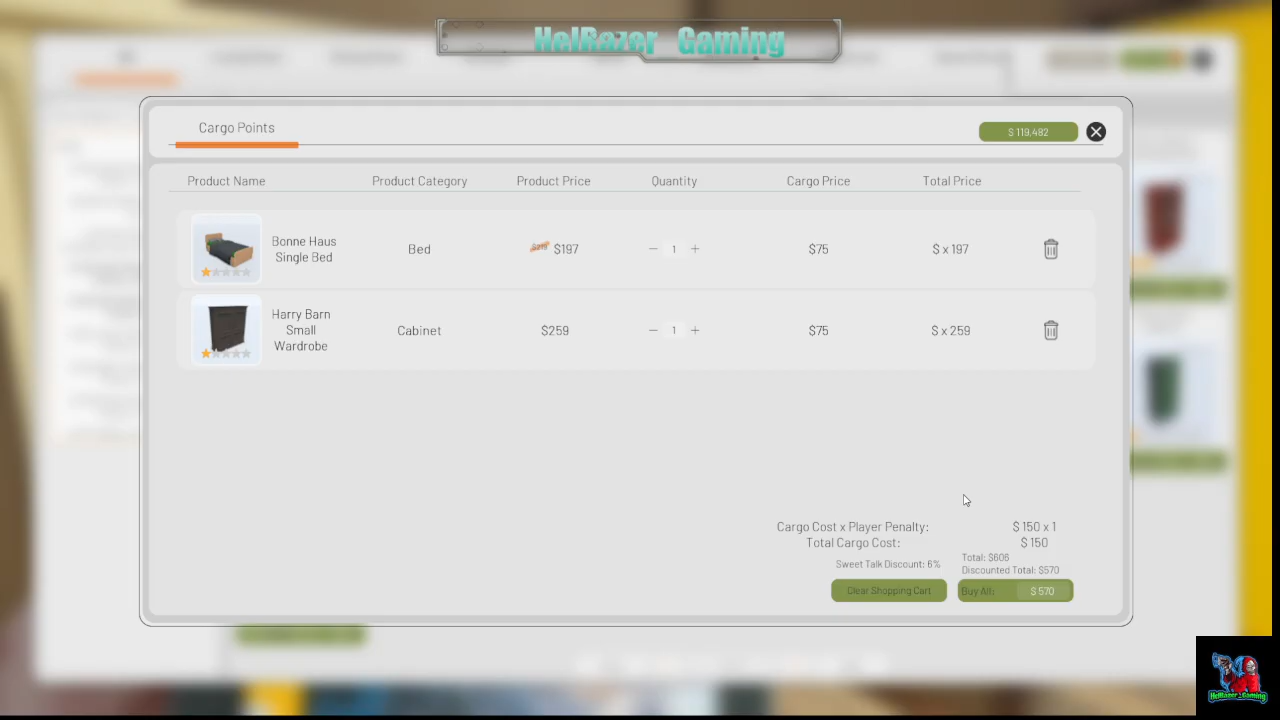 HelRazer Gaming
Cargo Points
$ 119,482
Product Name Product Category Product Price Quantity Cargo Price Total Price
Bonne Haus
Single Bed
Bed
$197
1
$75
$ x 197
Harry Barn
Small
Wardrobe
Cabinet
$259
1
$75
$ x 259
Cargo Cost x Player Penalty: $ 150 x 1
Total Cargo Cost: $ 150
Sweet Talk Discount: 6%
Total: $606
Discounted Total: $570
Clear Shopping Cart
Buy All: $ 570
HelRazer Gaming